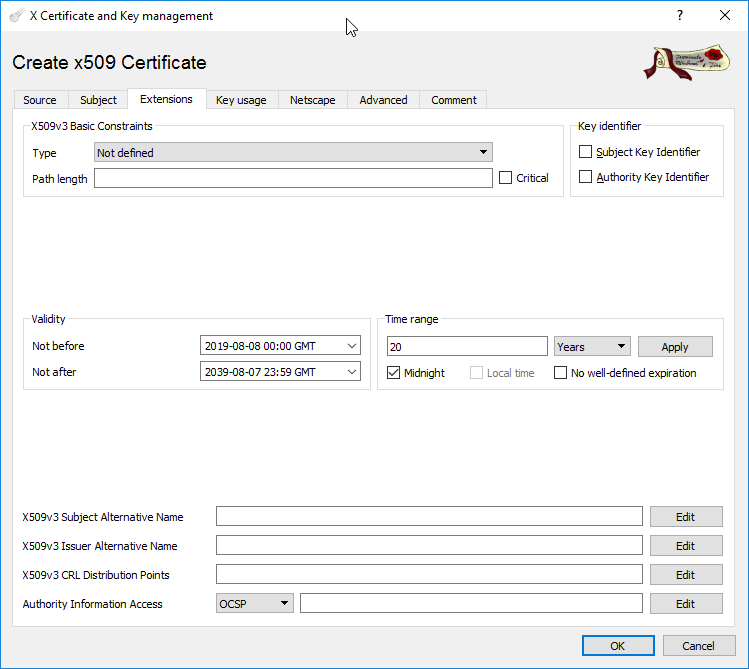 X Certificate and Key management ?
Create x509 Certificate
Source Subject Extensions Key usage Netscape Advanced Comment
X509v3 Basic Constraints
Key identifier
Type Not defined
Subject Key Identifier
Path length Critical
Authority Key Identifier
Validity
Time range
Not before 2019-08-08 00:00 GMT
20 Years Apply
Not after 2039-08-07 23:59 GMT
Midnight Local time No well-defined expiration
X509v3 Subject Alternative Name Edit
X509v3 Issuer Alternative Name Edit
X509v3 CRL Distribution Points Edit
Authority Information Access OCSP Edit
OK Cancel